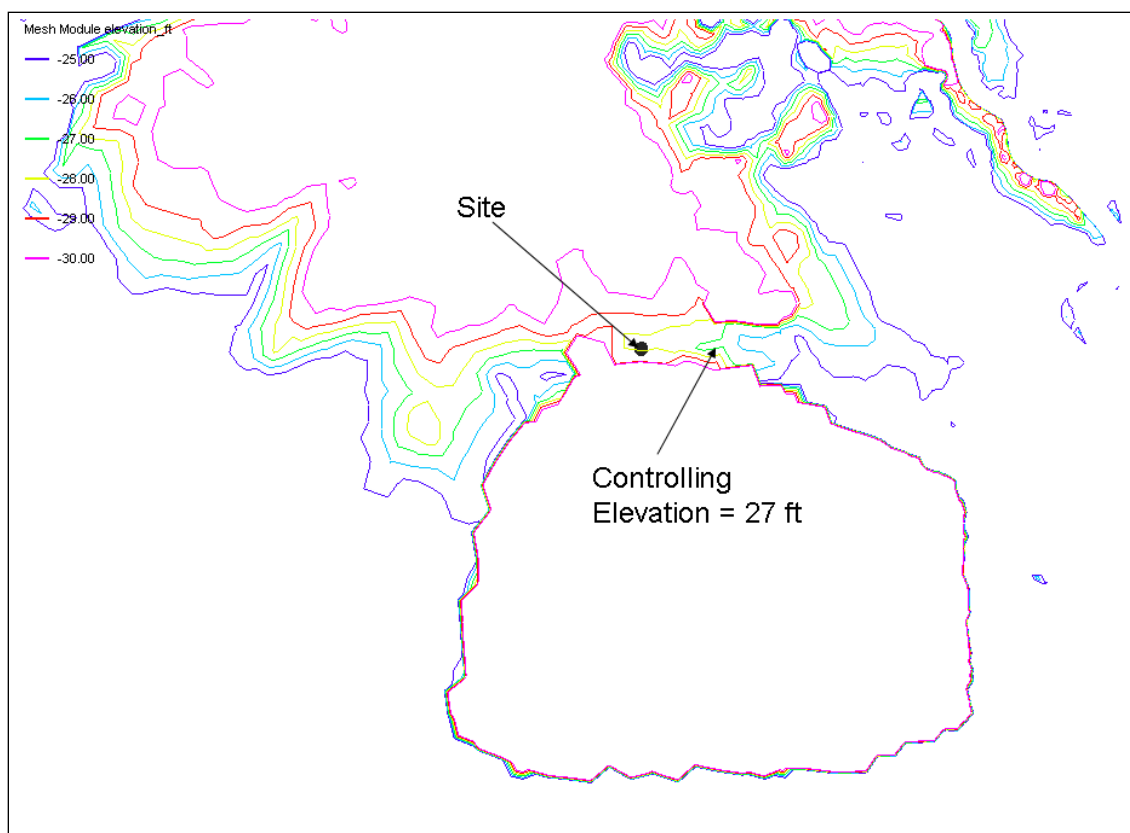 Mesh Module elevation_ft
-25.00
-26.00
-27.00
-28.00
-29.00
-30.00
Site
Controlling
Elevation = 27 ft